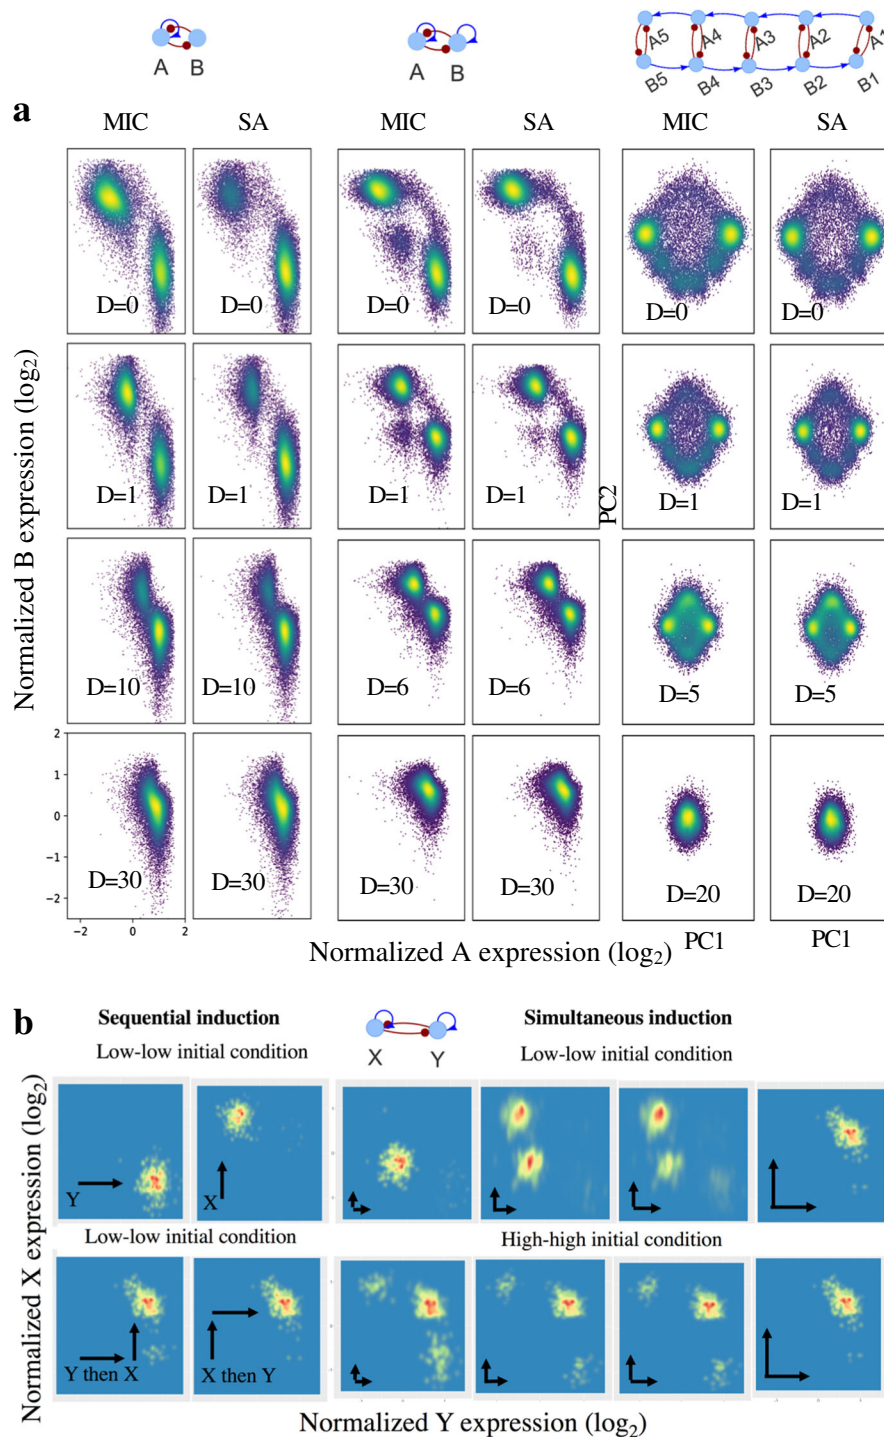 A B
A B
A5 A4 A3 A2 A1
B5 B4 B3 B2 B1
a
MIC SA MIC SA MIC SA
Normalized B expression (log2)
D=0 D=0 D=0 D=0 D=0 D=0
D=1 D=1 D=1 D=1 D=1 D=1
PC2
D=10 D=10 D=6 D=6 D=5 D=5
2
1
0
−1
−2
D=30 D=30 D=30 D=30 D=20 D=20
−2 0 2
Normalized A expression (log2)
PC1 PC1
b
Sequential induction
Simultaneous induction
X Y
Low-low initial condition
Low-low initial condition
Normalized X expression (log2)
Y
X
Low-low initial condition
High-high initial condition
Y then X
X then Y
Normalized Y expression (log2)